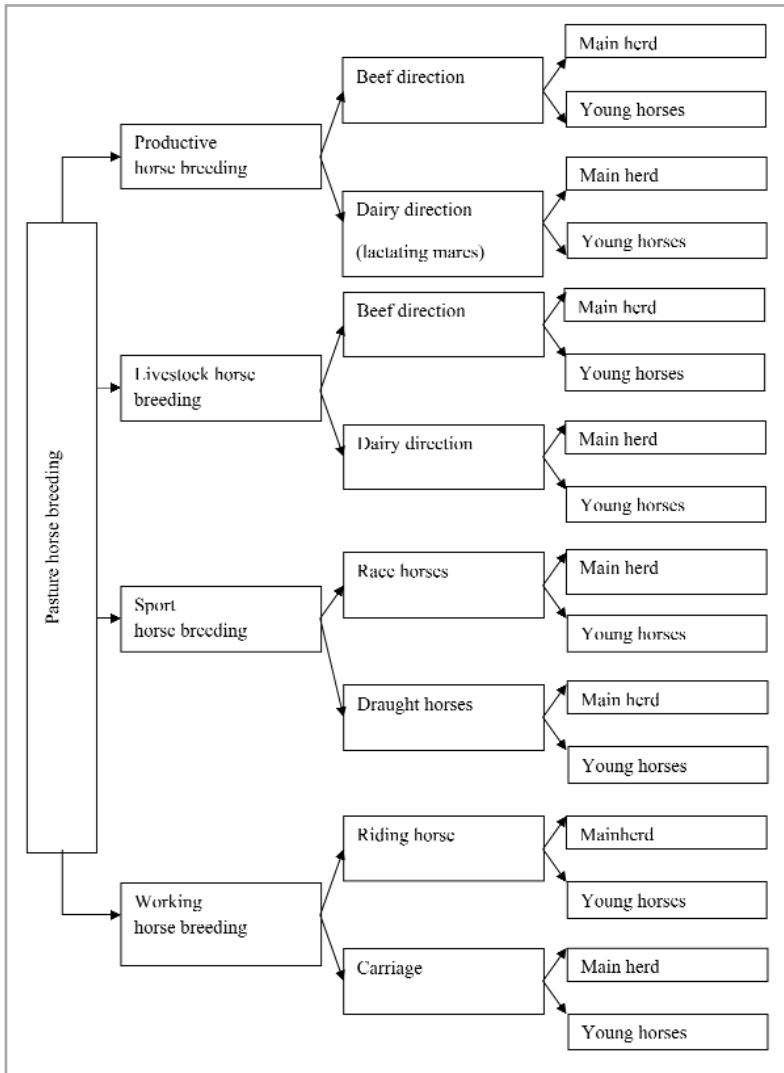 Pasture horse breeding
Productive
horse breeding
Beef direction
Main herd
Young horses
Dairy direction
(lactating mares)
Main herd
Young horses
Livestock horse
breeding
Beef direction
Main herd
Young horses
Dairy direction
Main herd
Young horses
Sport
horse breeding
Race horses
Main herd
Young horses
Draught horses
Main herd
Young horses
Working
horse breeding
Riding horse
Mainherd
Young horses
Carriage
Main herd
Young horses